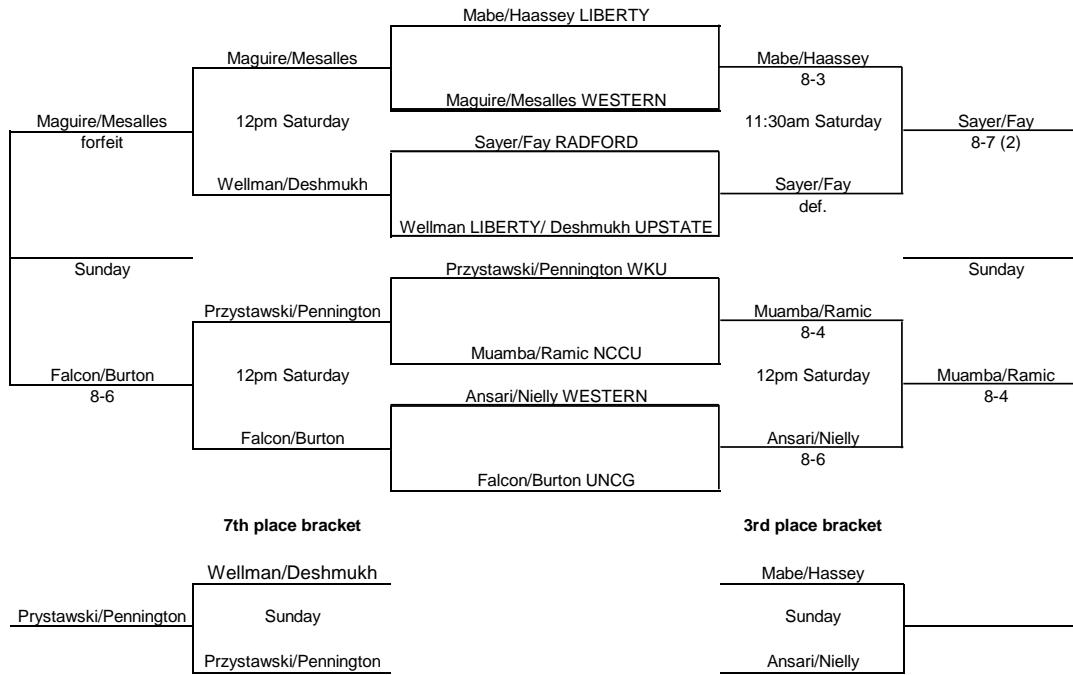 Mabe/Haassey LIBERTY
Maguire/Mesalles
Mabe/Haassey
8-3
Maguire/Mesalles WESTERN
Maguire/Mesalles
forfeit
12pm Saturday
11:30am Saturday
Sayer/Fay
8-7 (2)
Sayer/Fay RADFORD
Wellman/Deshmukh
Sayer/Fay
def.
Wellman LIBERTY/ Deshmukh UPSTATE
Sunday
Przystawski/Pennington WKU
Sunday
Przystawski/Pennington
Muamba/Ramic
8-4
Muamba/Ramic NCCU
Falcon/Burton
8-6
12pm Saturday
12pm Saturday
Muamba/Ramic
8-4
Ansari/Nielly WESTERN
Falcon/Burton
Ansari/Nielly
8-6
Falcon/Burton UNCG
7th place bracket
3rd place bracket
Wellman/Deshmukh
Mabe/Hassey
Prystawski/Pennington
Sunday
Sunday
Przystawski/Pennington
Ansari/Nielly